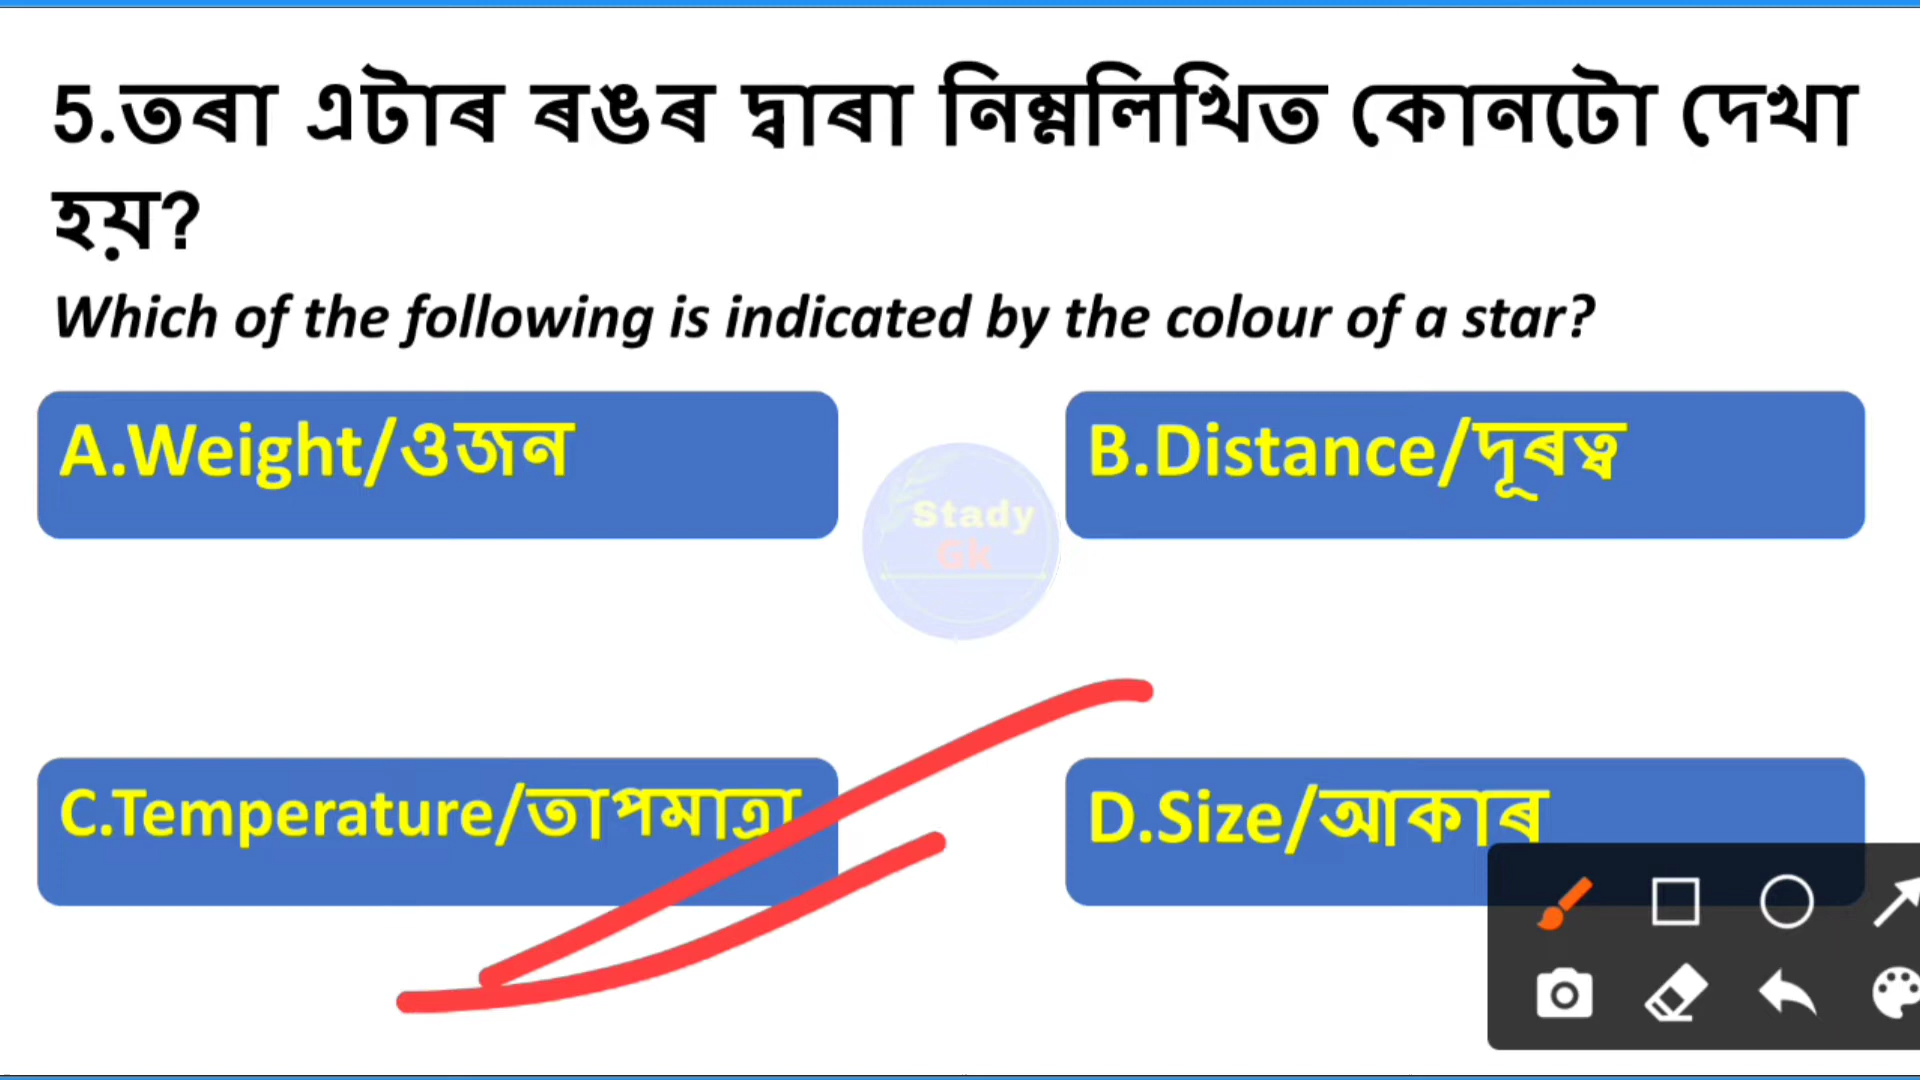 5.তৰা এটাৰ ৰঙৰ দ্বাৰা নিম্নলিখিত কোনটো দেখা
হয়?
Which of the following is indicated by the colour of a star?
A.Weight/ওজন
B.Distance/দূৰত্ব
Stady
Gk
C.Temperature/তাপমাত্ৰা
D.Size/আকাৰ